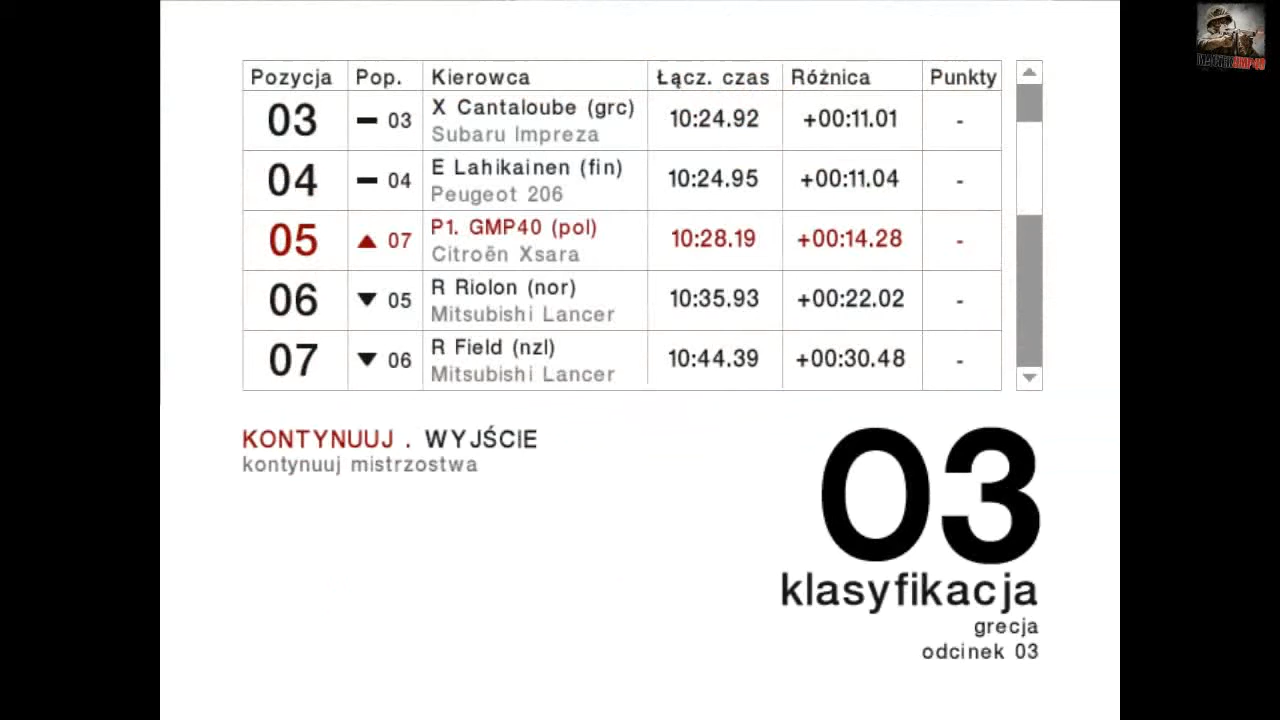 Pozycja Pop. Kierowca Łącz. czas Różnica Punkty
03 03 X Cantaloube (grc) 10:24.92 +00:11.01 -
Subaru Impreza
04 04 E Lahikainen (fin) 10:24.95 +00:11.04 -
Peugeot 206
05 07 P1. GMP40 (pol) 10:28.19 +00:14.28 -
Citroën Xsara
06 05 R Riolon (nor) 10:35.93 +00:22.02 -
Mitsubishi Lancer
07 06 R Field (nzl) 10:44.39 +00:30.48 -
Mitsubishi Lancer
KONTYNUUJ . WYJŚCIE
kontynuuj mistrzostwa
03
klasyfikacja
grecja
odcinek 03